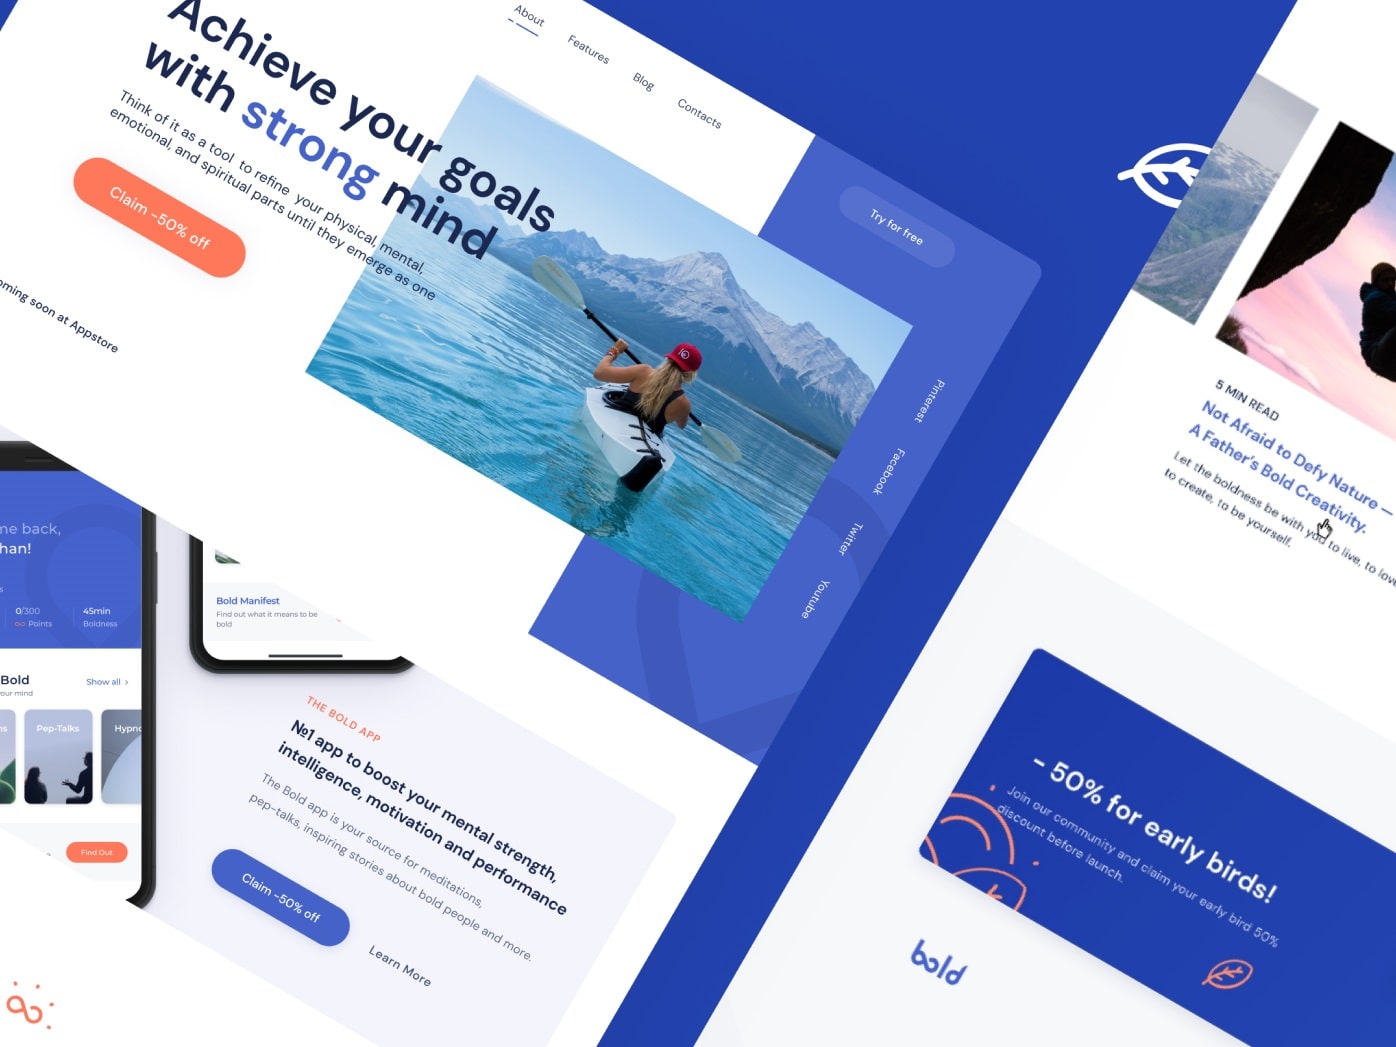 About
Features
Blog
Contacts
Achieve your goals
with strong mind
Think of it as a tool to refine your physical, mental,
emotional, and spiritual parts until they emerge as one
Claim -50% off
oming soon at Appstore
Try for free
Pinterest
Facebook
Twitter
Youtube
5 MIN READ
Not Afraid to Defy Nature —
A Father's Bold Creativity.
Let the boldness be with you to live, to love
to create, to be yourself.
me back,
han!
0/300
Points
45min
Boldness
Bold
your mind
Show all >
Pep-Talks
Hypno
Find Out
Bold Manifest
Find out what it means to be
bold
THE BOLD APP
№1 app to boost your mental strength,
intelligence, motivation and performance
The Bold app is your source for meditations,
pep-talks, inspiring stories about bold people and more.
Claim -50% off
Learn More
- 50% for early birds!
Join our community and claim your early bird 50%
discount before launch.
bold